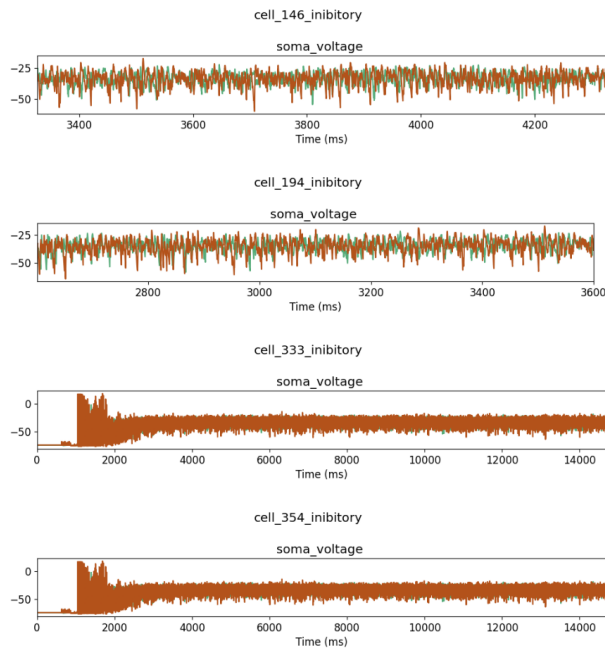 cell_146_inibitory
soma_voltage
−25
−50
3400 3600 3800 4000 4200
Time (ms)
cell_194_inibitory
soma_voltage
−25
−50
2800 3000 3200 3400 3600
Time (ms)
cell_333_inibitory
soma_voltage
0
−50
0 2000 4000 6000 8000 10000 12000 14000
Time (ms)
cell_354_inibitory
soma_voltage
0
−50
0 2000 4000 6000 8000 10000 12000 14000
Time (ms)